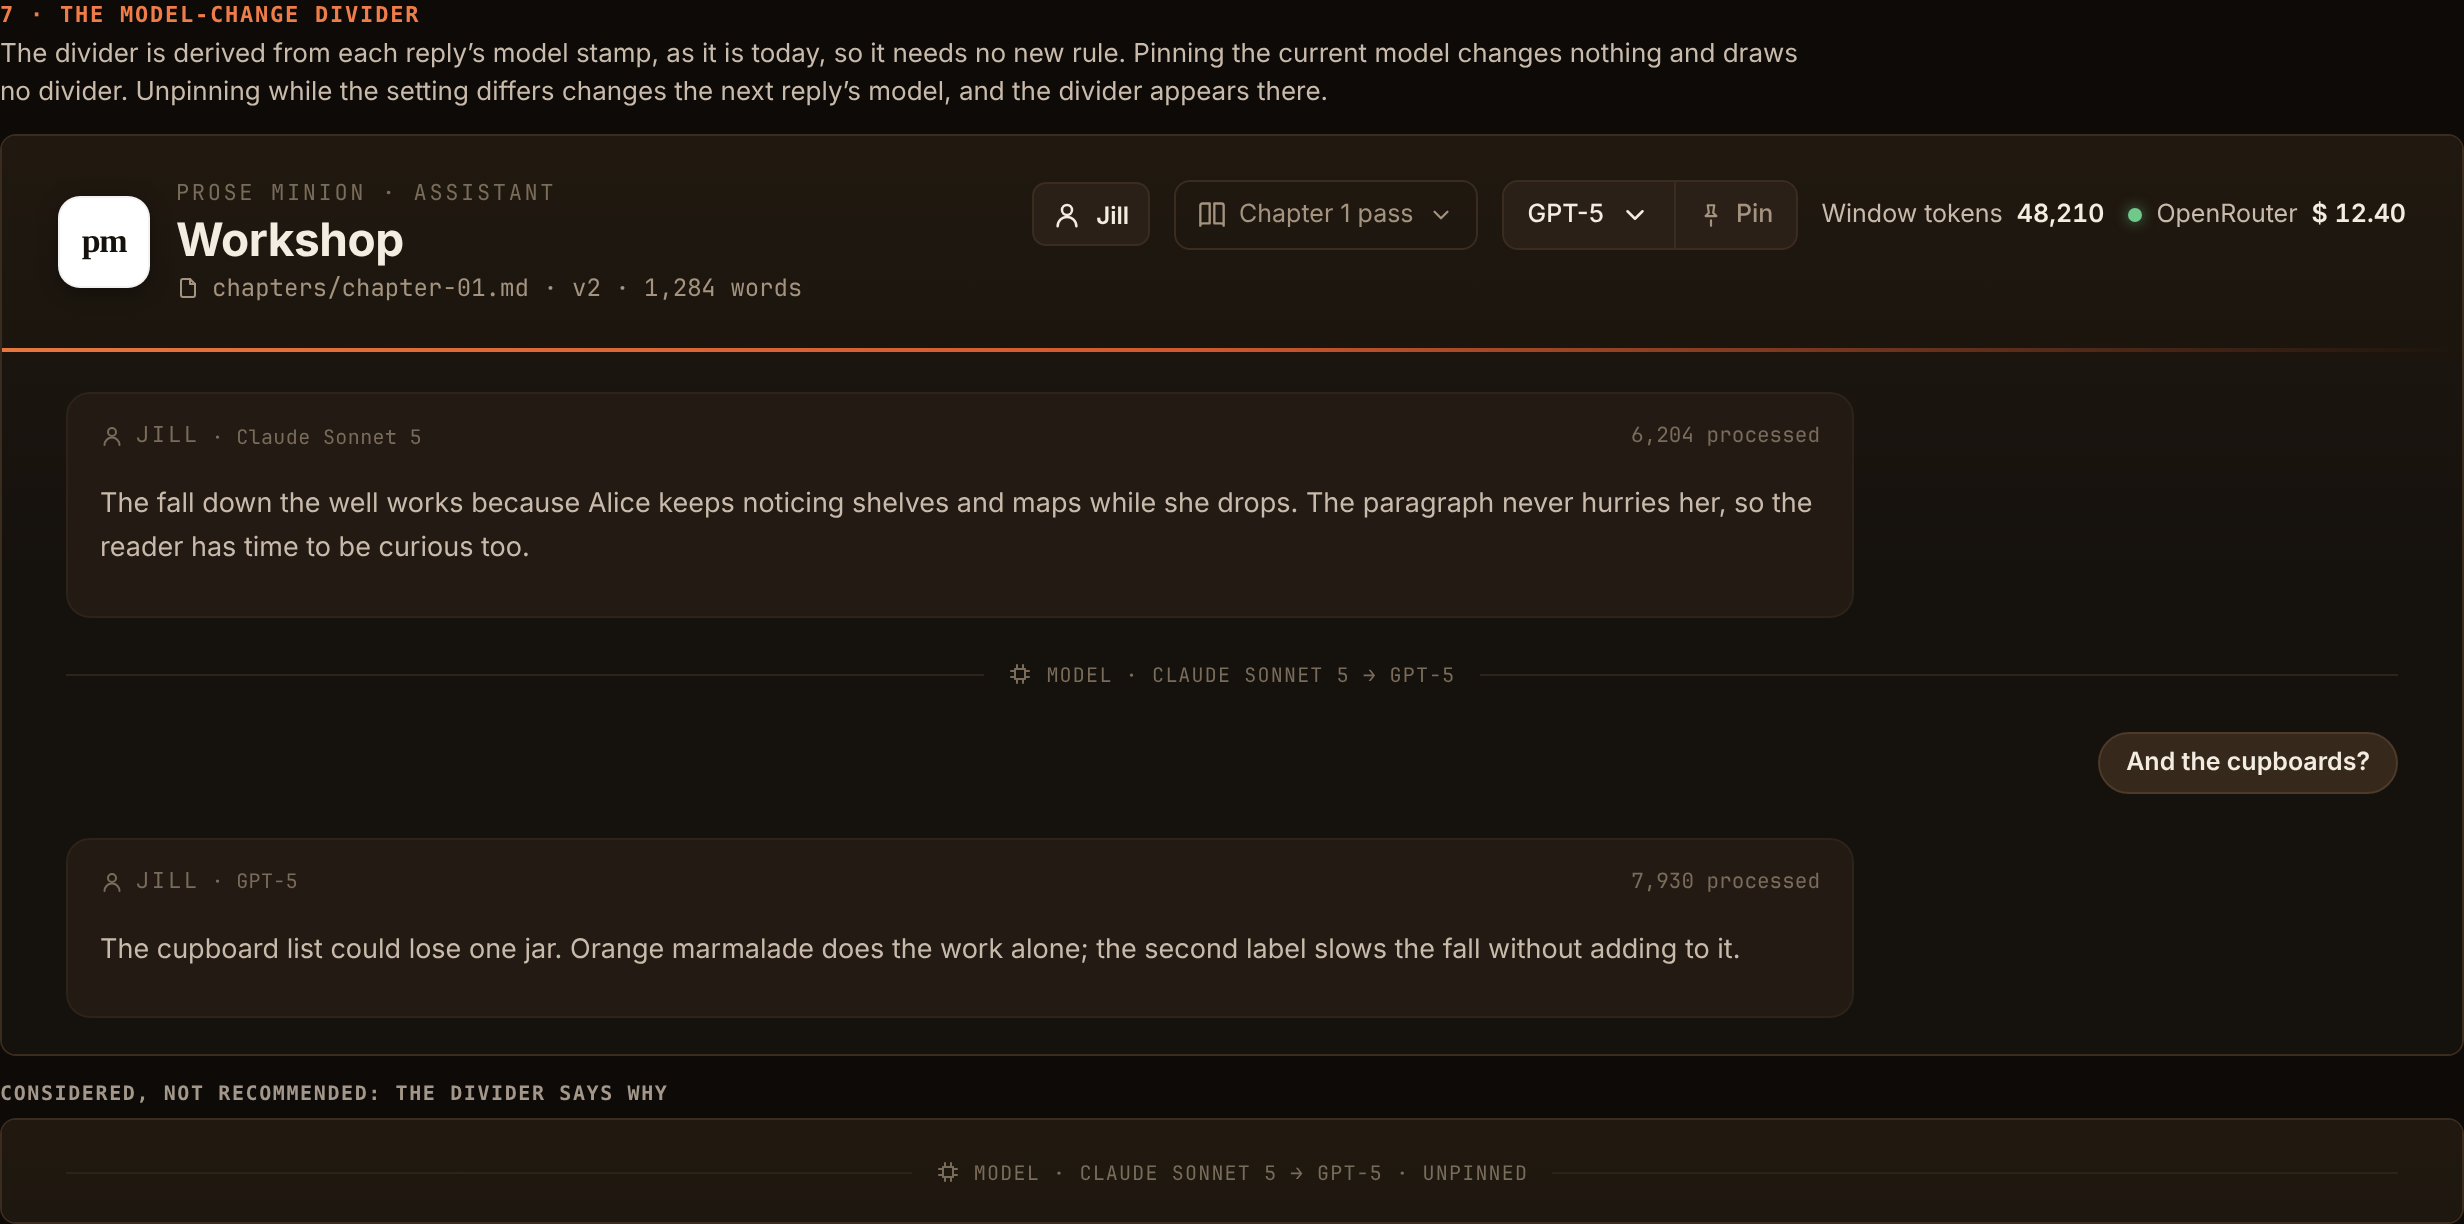 7 · THE MODEL-CHANGE DIVIDER
The divider is derived from each reply’s model stamp, as it is today, so it needs no new rule. Pinning the current model changes nothing and draws
no divider. Unpinning while the setting differs changes the next reply’s model, and the divider appears there.
pm
PROSE MINION · ASSISTANT
Workshop
chapters/chapter-01.md · v2 · 1,284 words
Jill
Chapter 1 pass
GPT-5
Pin
Window tokens 48,210
OpenRouter $ 12.40
JILL · Claude Sonnet 5
6,204 processed
The fall down the well works because Alice keeps noticing shelves and maps while she drops. The paragraph never hurries her, so the
reader has time to be curious too.
MODEL · CLAUDE SONNET 5 → GPT-5
And the cupboards?
JILL · GPT-5
7,930 processed
The cupboard list could lose one jar. Orange marmalade does the work alone; the second label slows the fall without adding to it.
CONSIDERED, NOT RECOMMENDED: THE DIVIDER SAYS WHY
MODEL · CLAUDE SONNET 5 → GPT-5 · UNPINNED